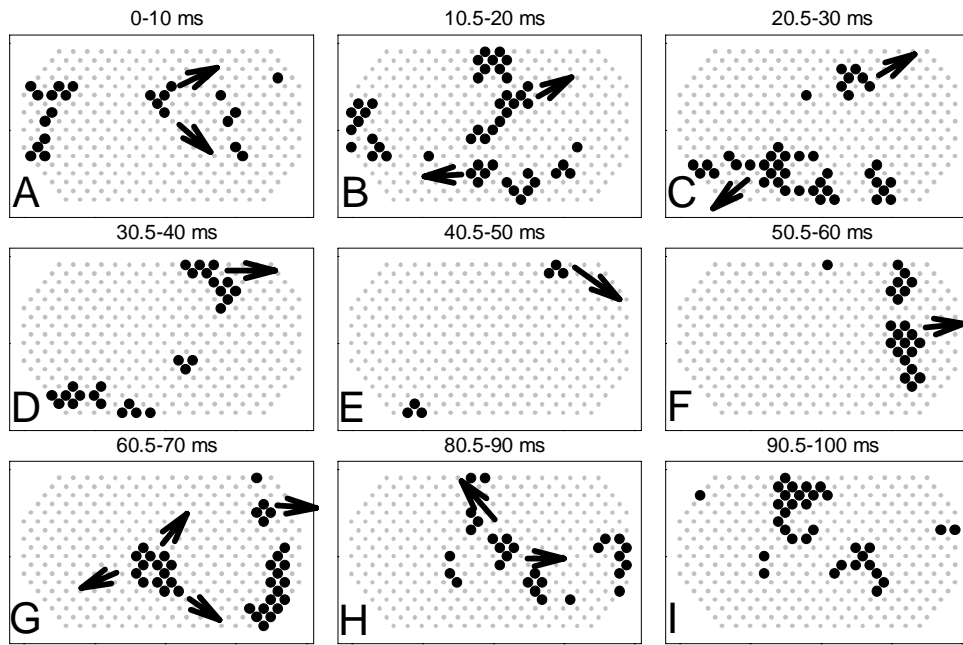 0-10 ms
10.5-20 ms
20.5-30 ms
A
B
C
30.5-40 ms
40.5-50 ms
50.5-60 ms
D
E
F
60.5-70 ms
80.5-90 ms
90.5-100 ms
G
H
I